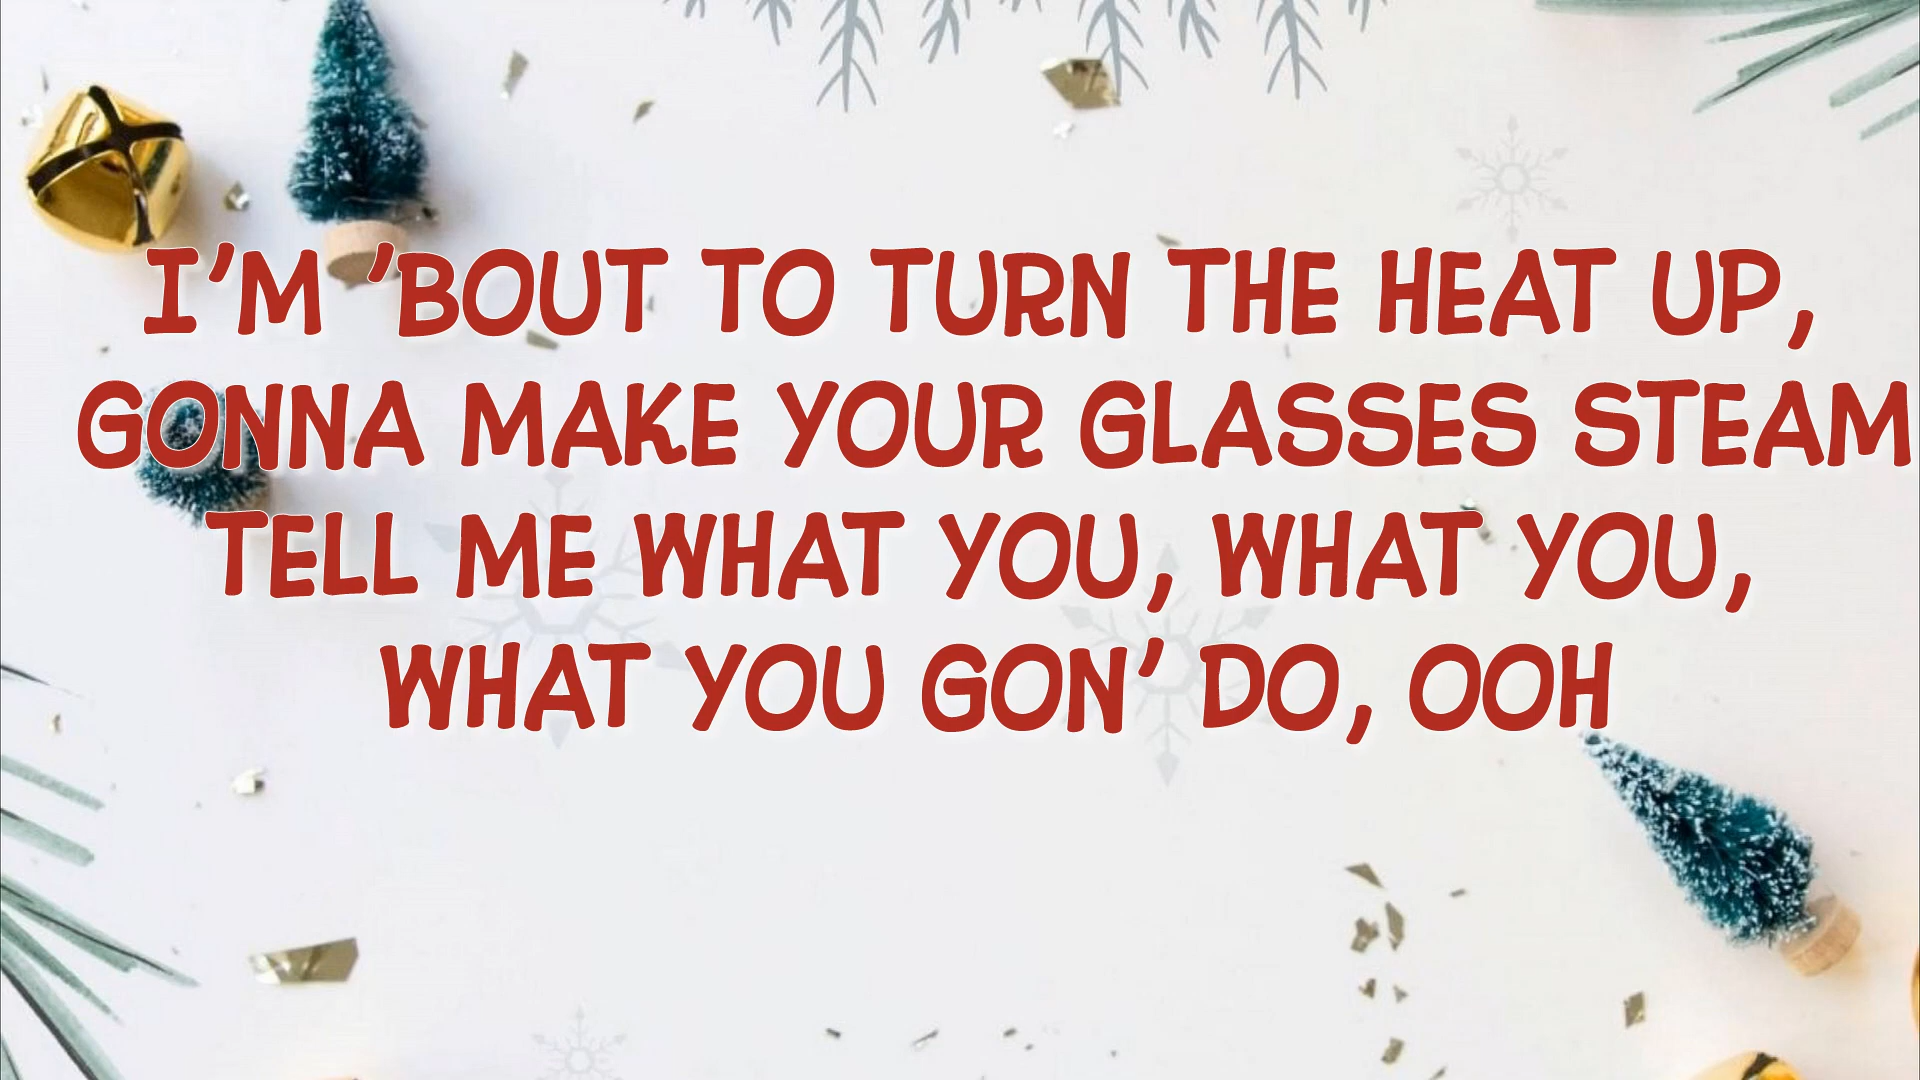 I'M 'BOUT TO TURN THE HEAT UP,
GONNA MAKE YOUR GLASSES STEAM
TELL ME WHAT YOU, WHAT YOU,
WHAT YOU GON' DO, OOH